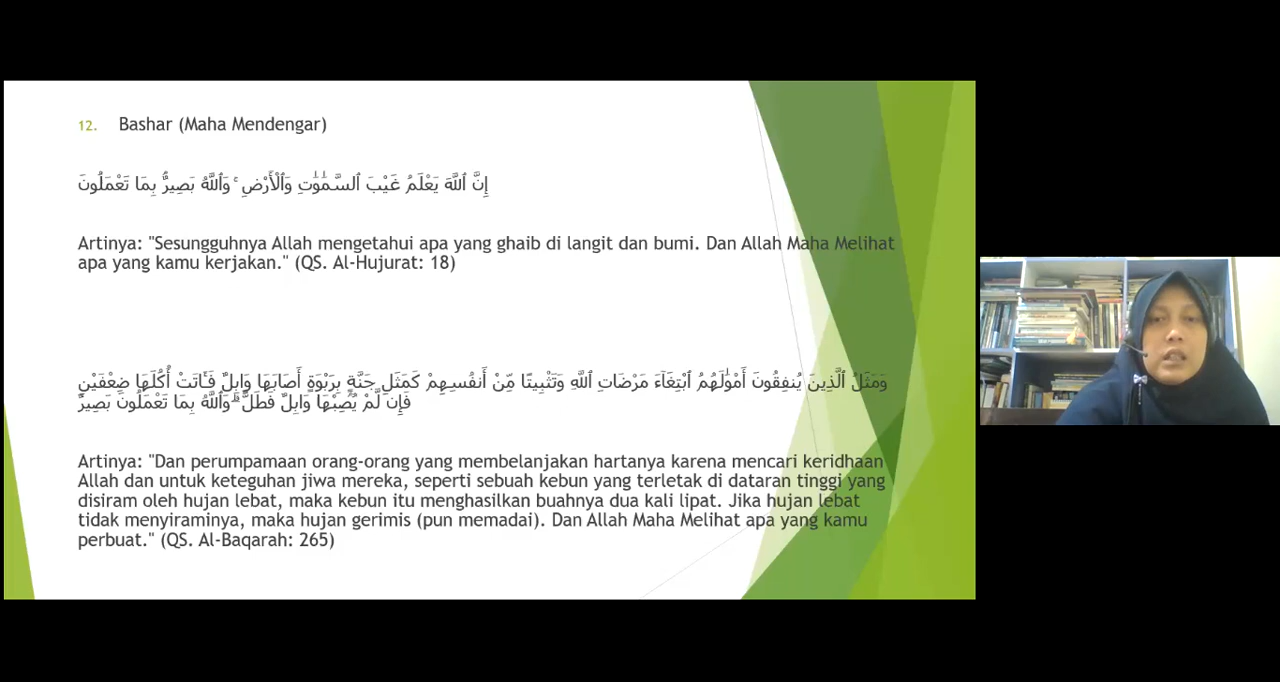 12. Bashar (Maha Mendengar)
إِنَّ ٱللَّهَ يَعْلَمُ غَيْبَ ٱلسَّمَٰوَٰتِ وَٱلْأَرْضِ ۚ وَٱللَّهُ بَصِيرٌۢ بِمَا تَعْمَلُونَ
Artinya: "Sesungguhnya Allah mengetahui apa yang ghaib di langit dan bumi. Dan Allah Maha Melihat
apa yang kamu kerjakan." (QS. Al-Hujurat: 18)
وَمَثَلُ ٱلَّذِينَ يُنفِقُونَ أَمْوَٰلَهُمُ ٱبْتِغَآءَ مَرْضَاتِ ٱللَّهِ وَتَثْبِيتًا مِّنْ أَنفُسِهِمْ كَمَثَلِ جَنَّةٍۭ بِرَبْوَةٍ أَصَابَهَا وَابِلٌ فَـَٔاتَتْ أُكُلَهَا ضِعْفَيْنِ
فَإِن لَّمْ يُصِبْهَا وَابِلٌ فَطَلٌّ ۗ وَٱللَّهُ بِمَا تَعْمَلُونَ بَصِيرٌ
Artinya: "Dan perumpamaan orang-orang yang membelanjakan hartanya karena mencari keridhaan
Allah dan untuk keteguhan jiwa mereka, seperti sebuah kebun yang terletak di dataran tinggi yang
disiram oleh hujan lebat, maka kebun itu menghasilkan buahnya dua kali lipat. Jika hujan lebat
tidak menyiraminya, maka hujan gerimis (pun memadai). Dan Allah Maha Melihat apa yang kamu
perbuat." (QS. Al-Baqarah: 265)